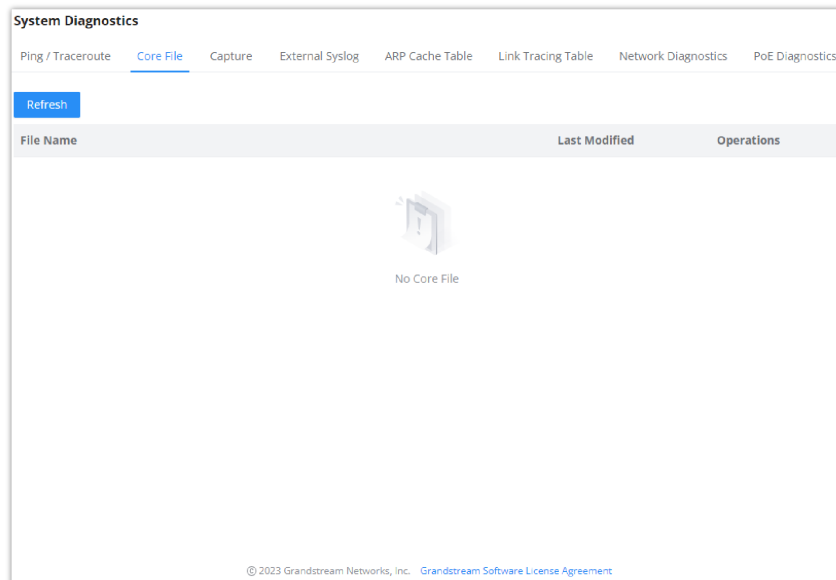 System Diagnostics
Ping / Traceroute Core File Capture External Syslog ARP Cache Table Link Tracing Table Network Diagnostics PoE Diagnostics
Refresh
File Name Last Modified Operations
No Core File
© 2023 Grandstream Networks, Inc. Grandstream Software License Agreement